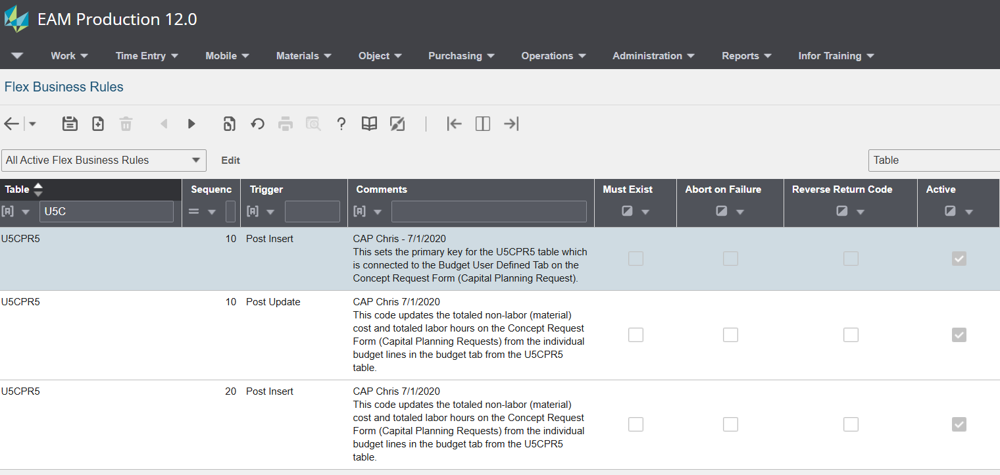 EAM Production 12.0
Work Time Entry Mobile Materials Object Purchasing Operations Administration Reports Infor Training
Flex Business Rules
All Active Flex Business Rules Edit Table
Table Sequenc Trigger Comments Must Exist Abort on Failure Reverse Return Code Active
U5C
U5CPR5 10 Post Insert CAP Chris - 7/1/2020
This sets the primary key for the U5CPR5 table which
is connected to the Budget User Defined Tab on the
Concept Request Form (Capital Planning Request).
U5CPR5 10 Post Update CAP Chris 7/1/2020
This code updates the totaled non-labor (material)
cost and totaled labor hours on the Concept Request
Form (Capital Planning Requests) from the individual
budget lines in the budget tab from the U5CPR5
table.
U5CPR5 20 Post Insert CAP Chris 7/1/2020
This code updates the totaled non-labor (material)
cost and totaled labor hours on the Concept Request
Form (Capital Planning Requests) from the individual
budget lines in the budget tab from the U5CPR5
table.